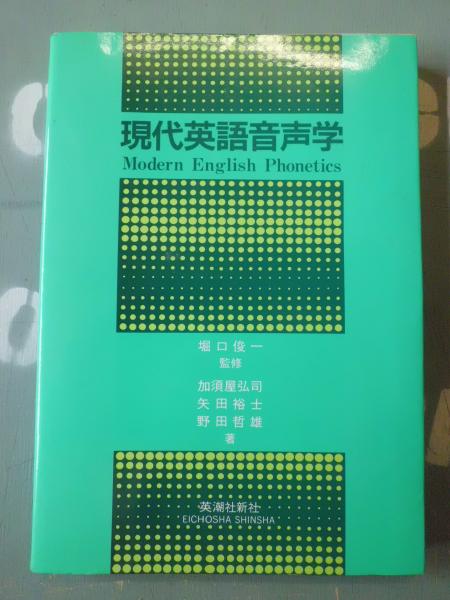 現代英語音声学
Modern English Phonetics
堀口俊一
監修
加須屋弘司
矢田裕士
野田哲雄
著
英潮社新社
EICHOSHA SHINSHA